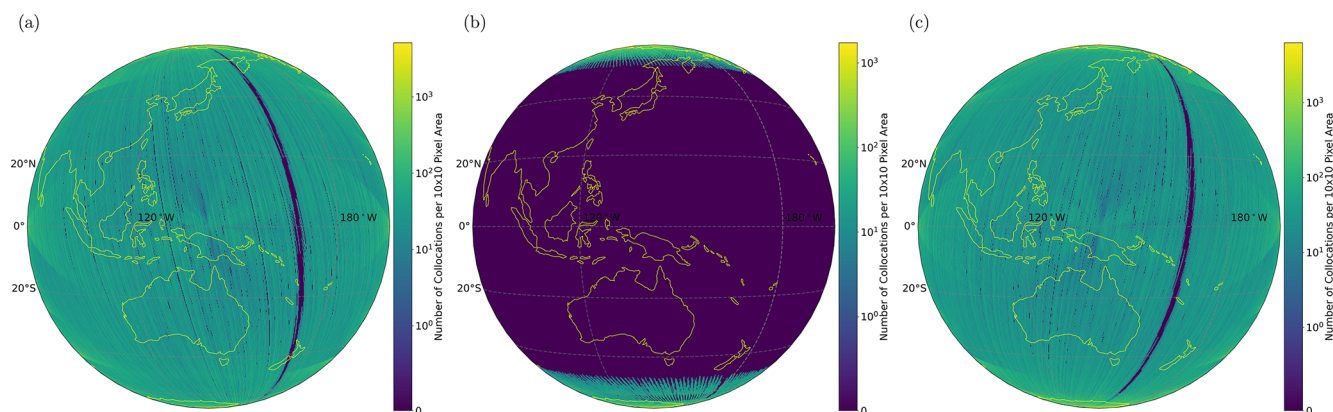 (a)
20°N
0°
20°S
120°W
180°W
10³
10²
10¹
10⁰
0
Number of Collocations per 10x10 Pixel Area
(b)
20°N
0°
20°S
120°W
180°W
10³
10²
10¹
10⁰
0
Number of Collocations per 10x10 Pixel Area
(c)
20°N
0°
20°S
120°W
180°W
10³
10²
10¹
10⁰
0
Number of Collocations per 10x10 Pixel Area